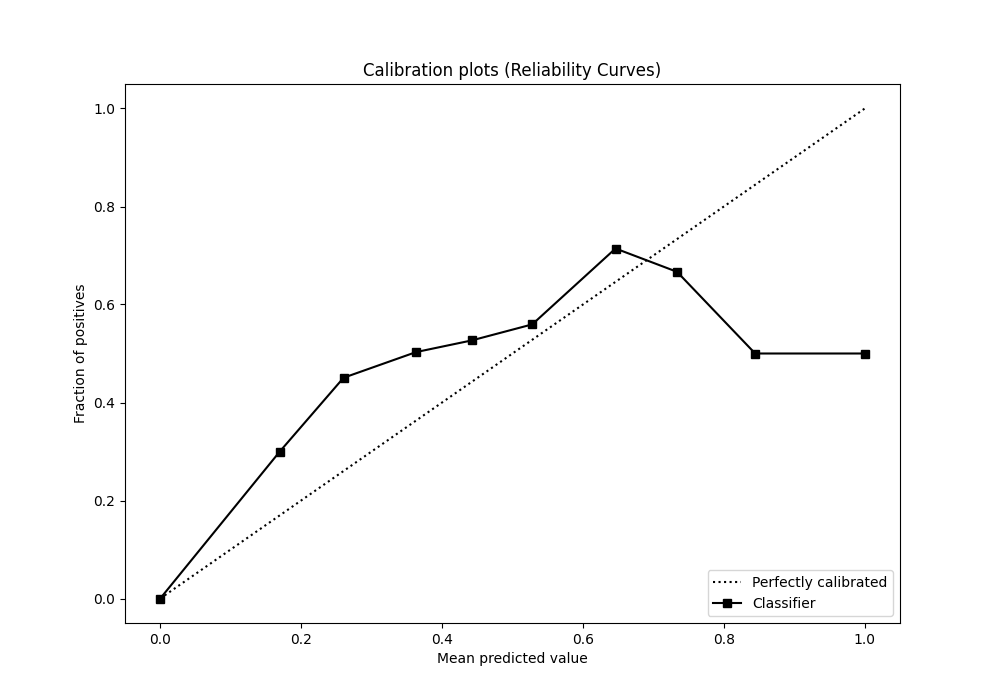 Calibration plots (Reliability Curves)
1.0
0.8
0.6
0.4
0.2
0.0
Fraction of positives
0.0 0.2 0.4 0.6 0.8 1.0
Mean predicted value
Perfectly calibrated
Classifier